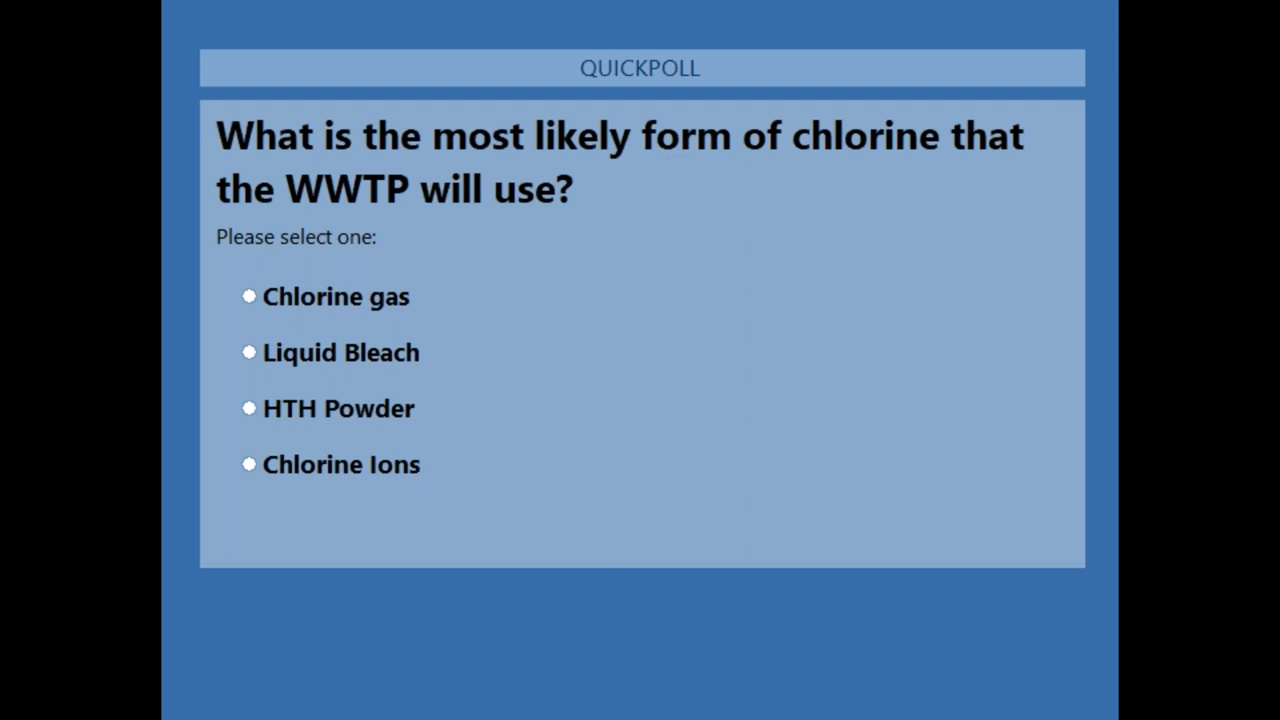 QUICKPOLL
What is the most likely form of chlorine that
the WWTP will use?
Please select one:
Chlorine gas
Liquid Bleach
HTH Powder
Chlorine Ions